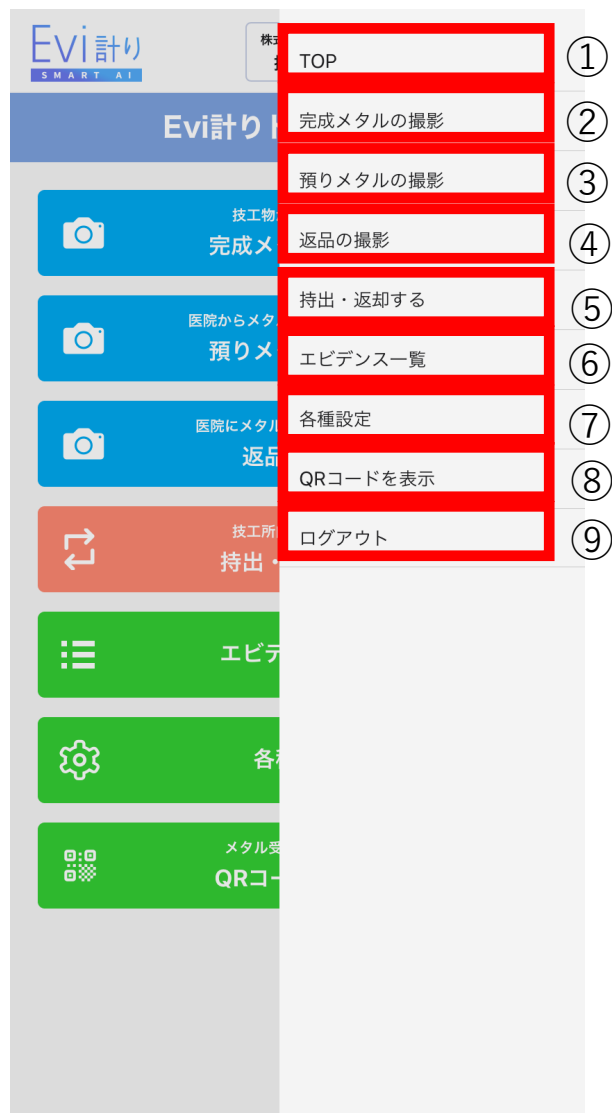 Evi計り
SMART AI
株式
Evi計り
技工物
完成メ
医院からメタ
預りメ
医院にメタル
返品
技工所
持出・
エビデ
各種
メタル受
QRコー
TOP
①
完成メタルの撮影
②
預りメタルの撮影
③
返品の撮影
④
持出・返却する
⑤
エビデンス一覧
⑥
各種設定
⑦
QRコードを表示
⑧
ログアウト
⑨